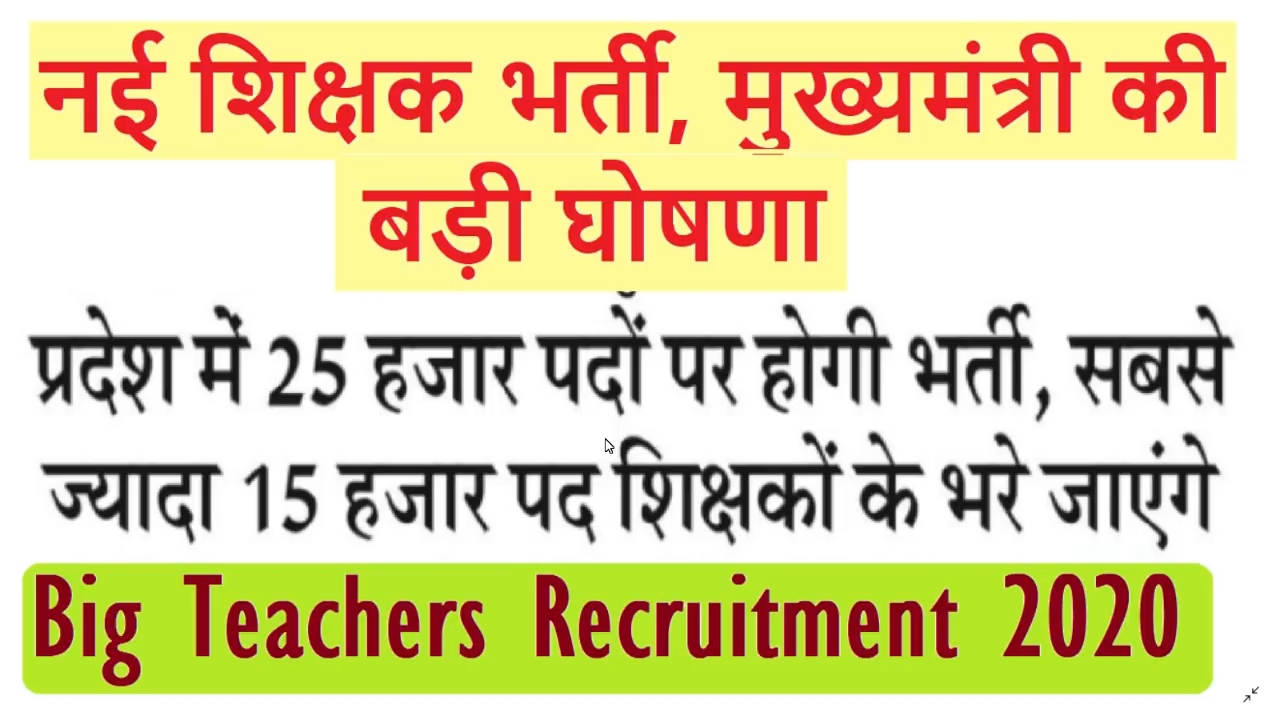 नई शिक्षक भर्ती, मुख्यमंत्री की
बड़ी घोषणा
प्रदेश में 25 हजार पदों पर होगी भर्ती, सबसे
ज्यादा 15 हजार पद शिक्षकों के भरे जाएंगे
Big Teachers Recruitment 2020